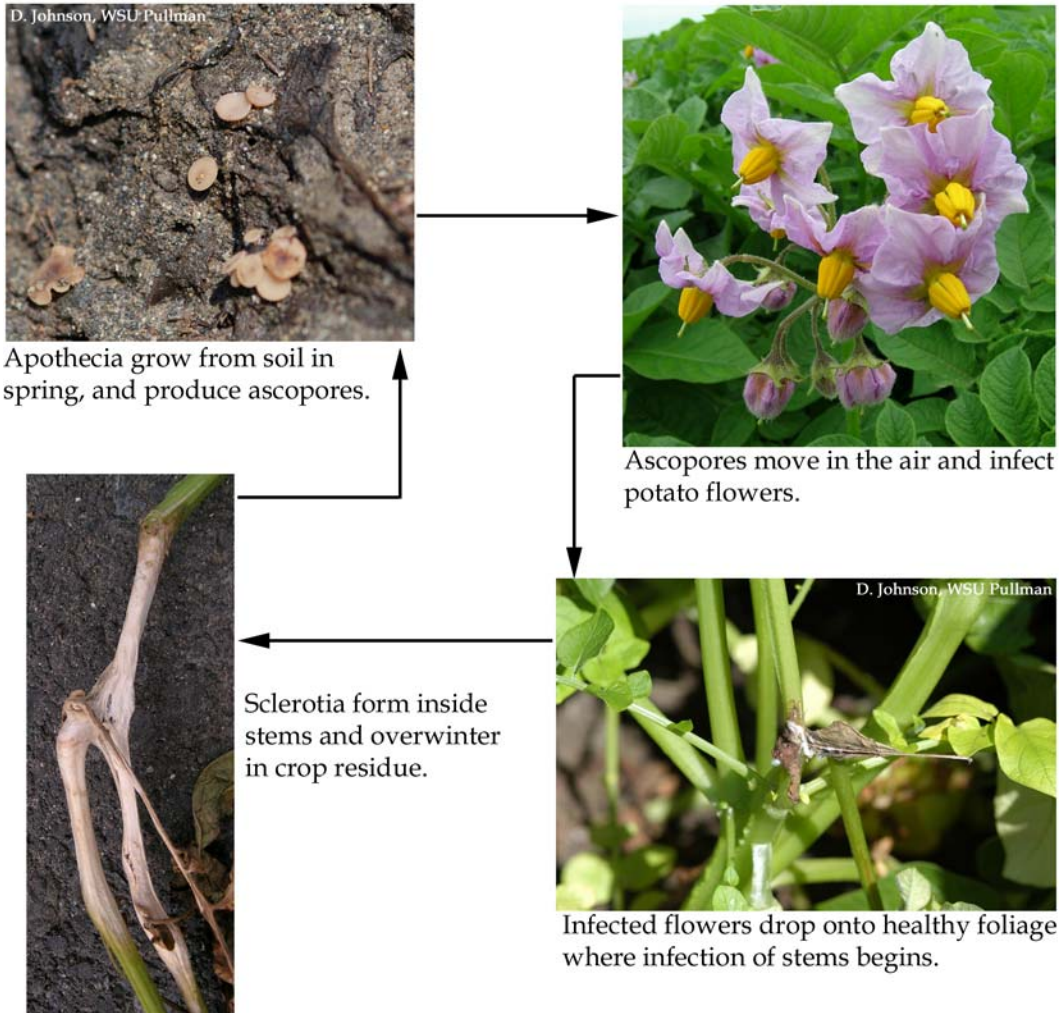 D. Johnson, WSU Pullman
Apothecia grow from soil in
spring, and produce ascopores.
Ascopores move in the air and infect
potato flowers.
D. Johnson, WSU Pullman
Infected flowers drop onto healthy foliage
where infection of stems begins.
Sclerotia form inside
stems and overwinter
in crop residue.